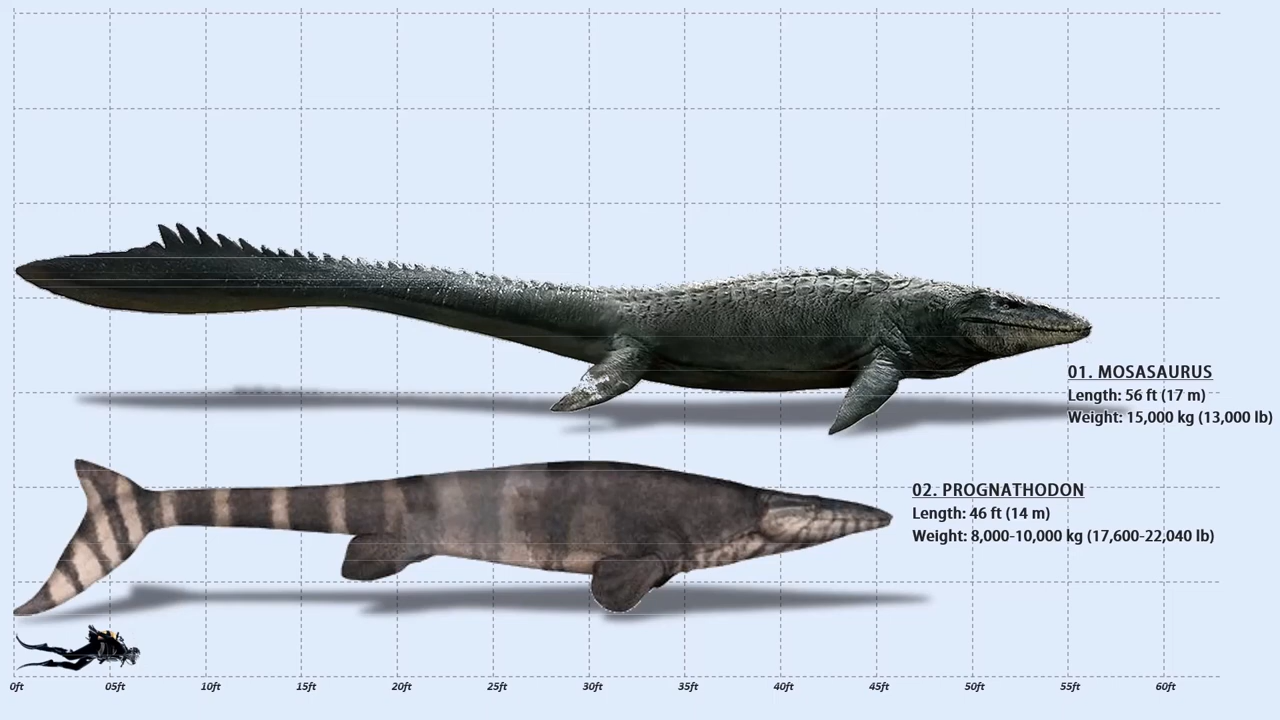 01. MOSASAURUS
Length: 56 ft (17 m)
Weight: 15,000 kg (13,000 lb)
02. PROGNATHODON
Length: 46 ft (14 m)
Weight: 8,000-10,000 kg (17,600-22,040 lb)
0ft 05ft 10ft 15ft 20ft 25ft 30ft 35ft 40ft 45ft 50ft 55ft 60ft